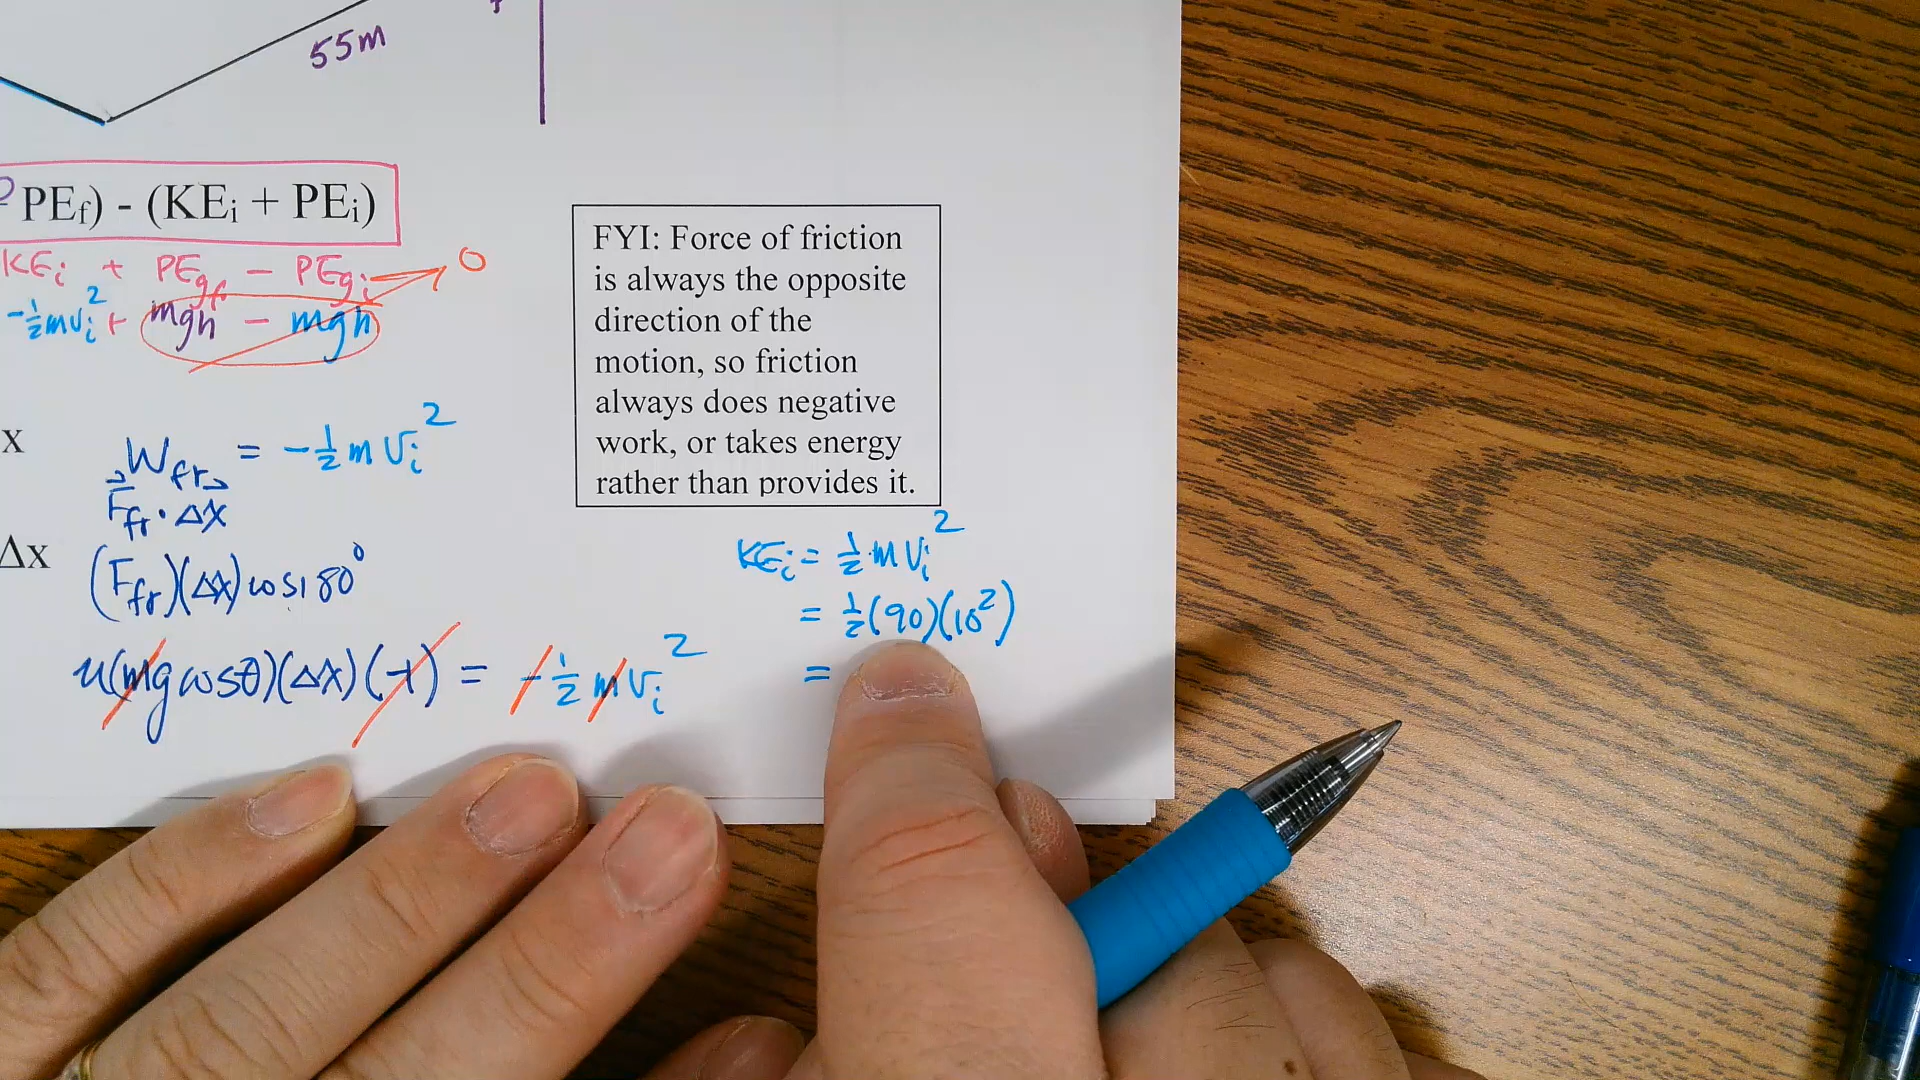 55m
PEf) - (KEi + PEi)
KEi + PEgf - PEgi → 0
-½mvi² + mgh - mgh
FYI: Force of friction
is always the opposite
direction of the
motion, so friction
always does negative
work, or takes energy
rather than provides it.
x
Wfr = -½mvi²
Ffr · Δx
Δx
(Ffr)(Δx)cos180°
u(mgcosθ)(Δx)(-1) = -½mvi²
KEi = ½mvi²
= ½(90)(10²)
=